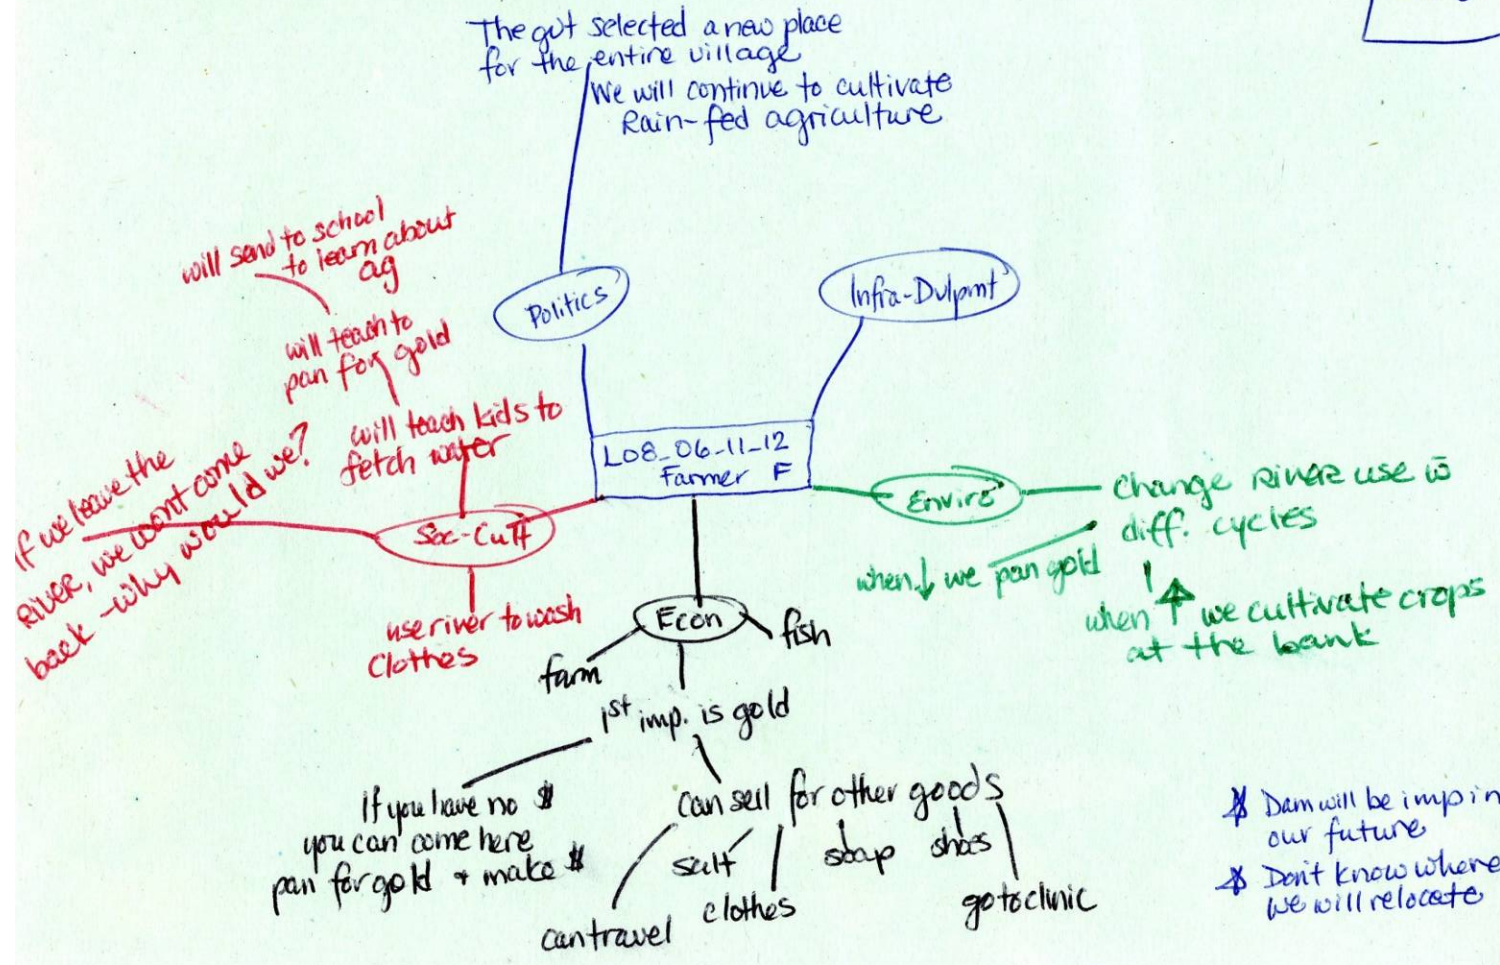 The gvt selected a new place
for the entire village
We will continue to cultivate
Rain-fed agriculture
will send to school
to learn about
ag
Politics
Infra-Dvlpmnt
will teach to
pan for gold
will teach kids to
fetch water
If we leave the
River, we wont come
back - why would we?
L08_06-11-12
Farmer F
Soc-Cult
Enviro
Change River use w
diff. cycles
when ↓ we pan gold
when ↑ we cultivate crops
at the bank
use river to wash
Clothes
Econ
farm
fish
1st imp. is gold
If you have no $
you can come here
pan for gold + make $
can sell for other goods
can travel
salt
clothes
soap
shoes
go to clinic
Dam will be imp in
our future
Don't know where
we will relocate